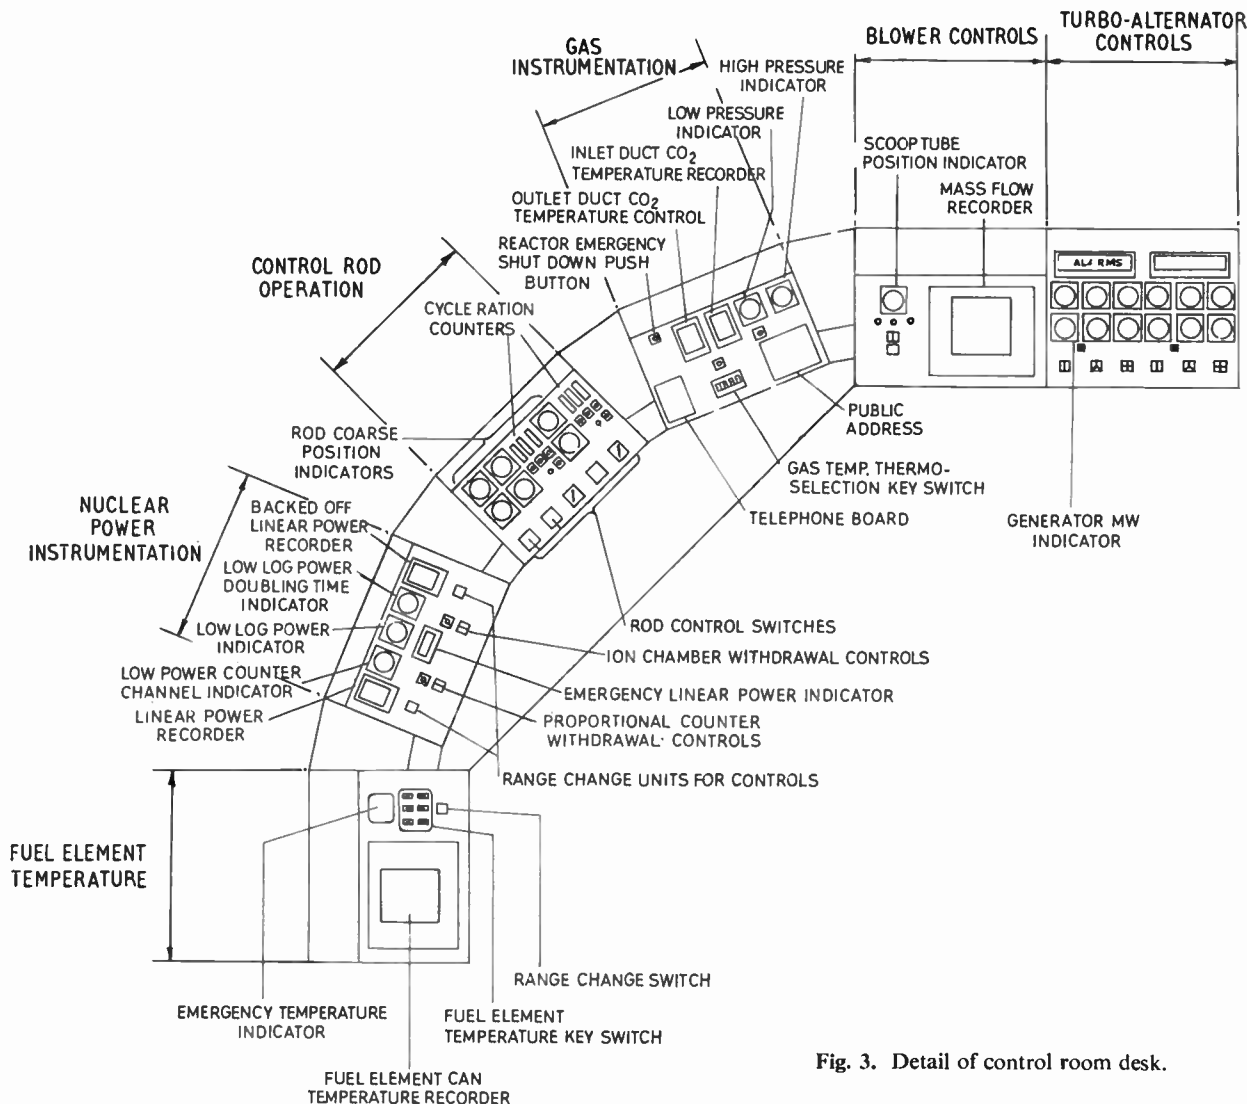 GAS
INSTRUMENTATION
BLOWER CONTROLS
TURBO-ALTERNATOR
CONTROLS
HIGH PRESSURE
INDICATOR
LOW PRESSURE
INDICATOR
INLET DUCT CO2
TEMPERATURE RECORDER
OUTLET DUCT CO2
TEMPERATURE CONTROL
REACTOR EMERGENCY
SHUT DOWN PUSH
BUTTON
SCOOP TUBE
POSITION INDICATOR
MASS FLOW
RECORDER
CONTROL ROD
OPERATION
CYCLE RATION
COUNTERS
ROD COARSE
POSITION
INDICATORS
PUBLIC
ADDRESS
GAS TEMP. THERMO-
SELECTION KEY SWITCH
TELEPHONE BOARD
GENERATOR MW
INDICATOR
NUCLEAR
POWER
INSTRUMENTATION
BACKED OFF
LINEAR POWER
RECORDER
LOW LOG POWER
DOUBLING TIME
INDICATOR
LOW LOG POWER
INDICATOR
LOW POWER COUNTER
CHANNEL INDICATOR
LINEAR POWER
RECORDER
ROD CONTROL SWITCHES
ION CHAMBER WITHDRAWAL CONTROLS
EMERGENCY LINEAR POWER INDICATOR
PROPORTIONAL COUNTER
WITHDRAWAL CONTROLS
RANGE CHANGE UNITS FOR CONTROLS
FUEL ELEMENT
TEMPERATURE
RANGE CHANGE SWITCH
EMERGENCY TEMPERATURE
INDICATOR
FUEL ELEMENT
TEMPERATURE KEY SWITCH
FUEL ELEMENT CAN
TEMPERATURE RECORDER
Fig. 3. Detail of control room desk.